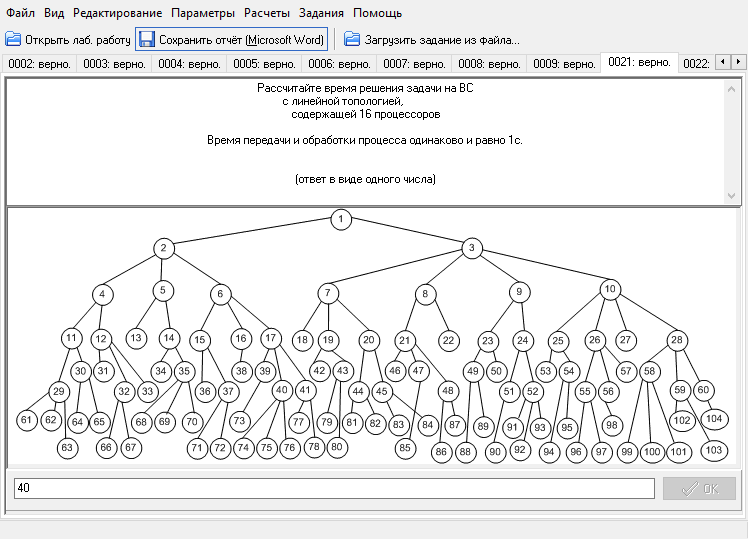 Файл Вид Редактирование Параметры Расчеты Задания Помощь
Открыть лаб. работу Сохранить отчёт (Microsoft Word) Загрузить задание из файла...
0002: верно. 0003: верно. 0004: верно. 0005: верно. 0006: верно. 0007: верно. 0008: верно. 0009: верно. 0021: верно. 0022:
Рассчитайте время решения задачи на ВС
с линейной топологией,
содержащей 16 процессоров
Время передачи и обработки процесса одинаково и равно 1с.
(ответ в виде одного числа)
1
2 3
4 5 6 7 8 9 10
11 12 13 14 15 16 17 18 19 20 21 22 23 24 25 26 27 28
30 31 34 35 38 39 42 43 46 47 49 50 53 54 57 58
29 32 33 36 37 40 41 44 45 48 51 52 55 56 59 60
61 62 64 65 68 69 70 73 77 79 81 82 83 84 87 89 91 93 95 98 102 104
63 66 67 71 72 74 75 76 78 80 85 86 88 90 92 94 96 97 99 100 101 103
40
OK